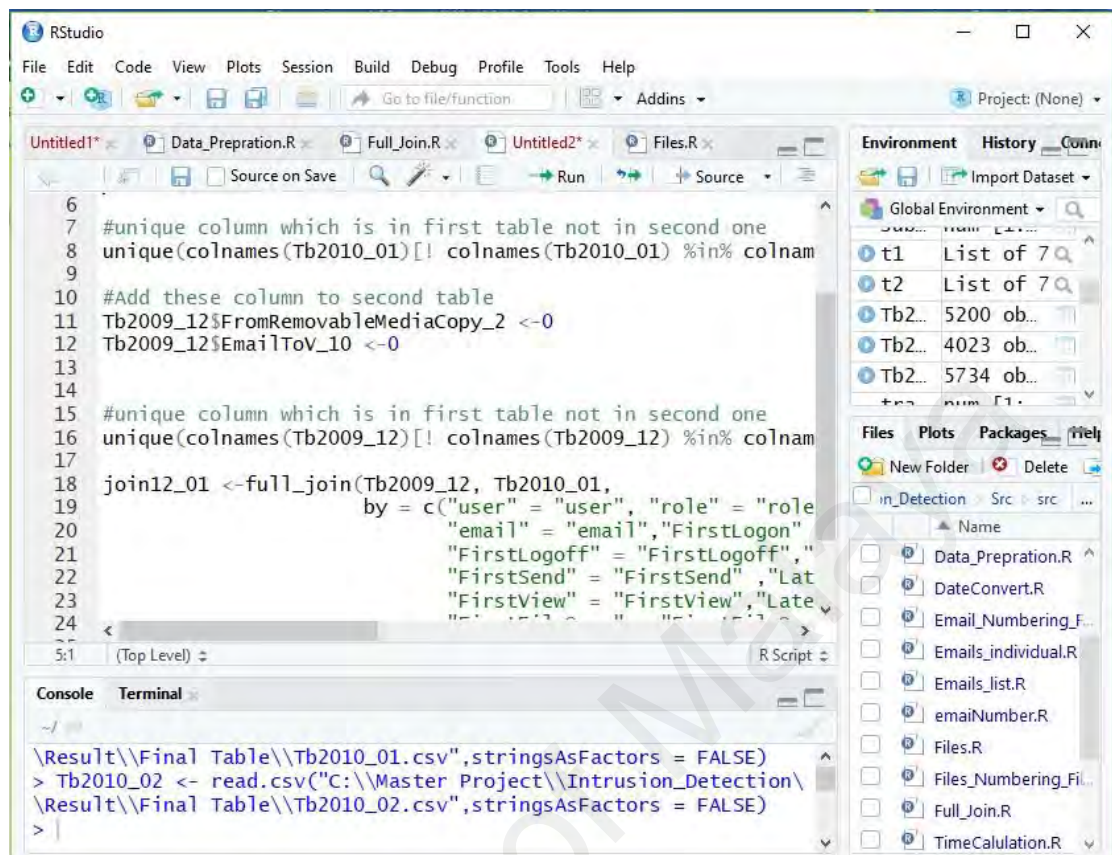 RStudio
File Edit Code View Plots Session Build Debug Profile Tools Help
Go to file/function Addins Project: (None)
Untitled1* Data_Prepration.R Full_Join.R Untitled2* Files.R
Source on Save Run Source
6
7 #unique column which is in first table not in second one
8 unique(colnames(Tb2010_01)[! colnames(Tb2010_01) %in% colnam
9
10 #Add these column to second table
11 Tb2009_12$FromRemovableMediaCopy_2 <-0
12 Tb2009_12$EmailToV_10 <-0
13
14
15 #unique column which is in first table not in second one
16 unique(colnames(Tb2009_12)[! colnames(Tb2009_12) %in% colnam
17
18 join12_01 <-full_join(Tb2009_12, Tb2010_01,
19 by = c("user" = "user", "role" = "role
20 "email" = "email","FirstLogon"
21 "FirstLogoff" = "FirstLogoff","
22 "FirstSend" = "FirstSend" ,"Lat
23 "FirstView" = "FirstView","Late
24
5:1 (Top Level) R Script
Console Terminal
~/
\Result\\Final Table\\Tb2010_01.csv",stringsAsFactors = FALSE)
> Tb2010_02 <- read.csv("C:\\Master Project\\Intrusion_Detection\
\Result\\Final Table\\Tb2010_02.csv",stringsAsFactors = FALSE)
>
Environment History Conn
Import Dataset
Global Environment
t1 List of 7
t2 List of 7
Tb2... 5200 ob...
Tb2... 4023 ob...
Tb2... 5734 ob...
Files Plots Packages Help
New Folder Delete
n_Detection Src src ...
Name
Data_Prepration.R
DateConvert.R
Email_Numbering_F...
Emails_individual.R
Emails_list.R
emaiNumber.R
Files.R
Files_Numbering_Fil...
Full_Join.R
TimeCalulation.R